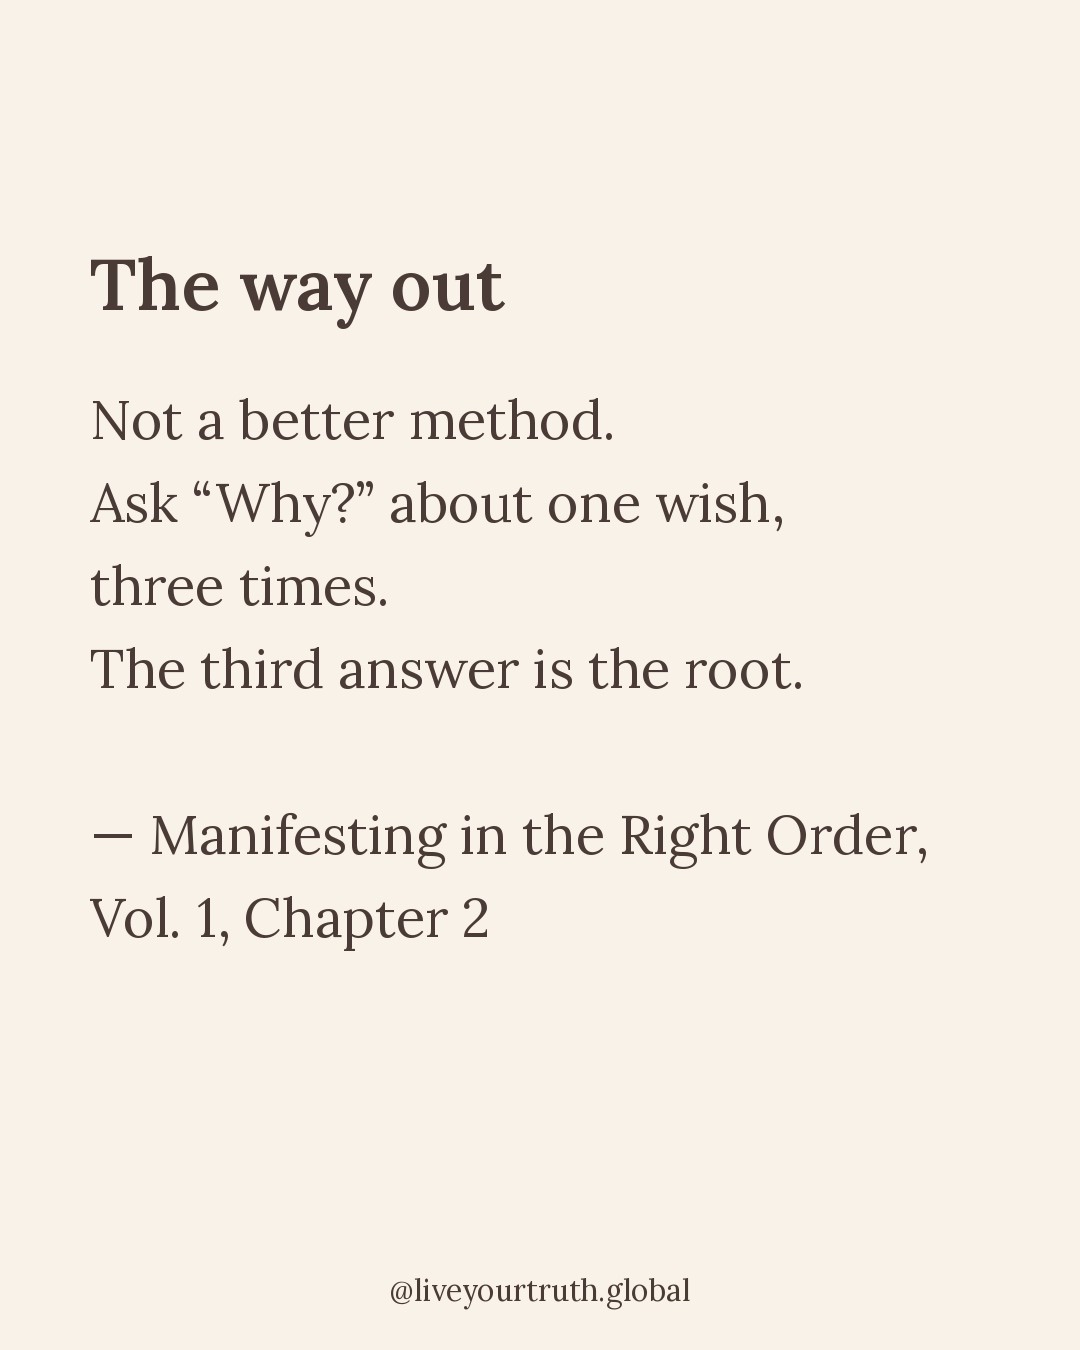 The way out
Not a better method.
Ask “Why?” about one wish,
three times.
The third answer is the root.
— Manifesting in the Right Order,
Vol. 1, Chapter 2
@liveyourtruth.global